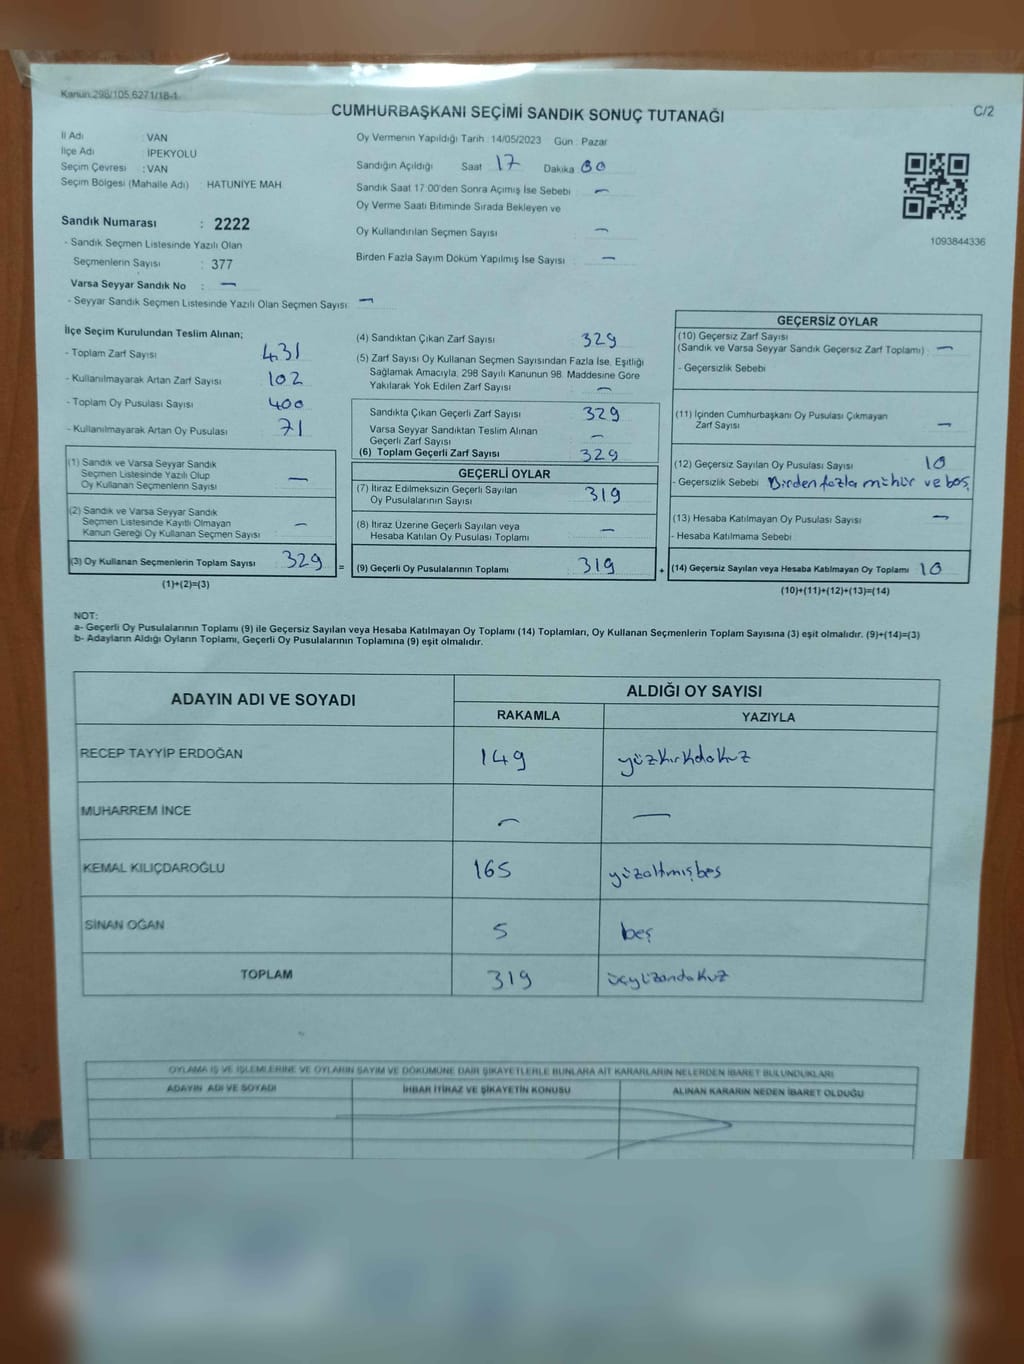 Kanun.298/105,6271/18-1
CUMHURBAŞKANI SEÇİMİ SANDIK SONUÇ TUTANAĞI
C/2
İl Adı : VAN
İlçe Adı : İPEKYOLU
Seçim Çevresi : VAN
Seçim Bölgesi (Mahalle Adı) : HATUNİYE MAH
Sandık Numarası : 2222
- Sandık Seçmen Listesinde Yazılı Olan
Seçmenlerin Sayısı : 377
Varsa Seyyar Sandık No : —
- Seyyar Sandık Seçmen Listesinde Yazılı Olan Seçmen Sayısı: —
Oy Vermenin Yapıldığı Tarih : 14/05/2023 Gün : Pazar
Sandığın Açıldığı Saat 17 Dakika 00
Sandık Saat 17:00'den Sonra Açımış İse Sebebi —
Oy Verme Saati Bitiminde Sırada Bekleyen ve
Oy Kullandırılan Seçmen Sayısı —
Birden Fazla Sayım Döküm Yapılmış İse Sayısı —
1093844336
İlçe Seçim Kurulundan Teslim Alınan;
- Toplam Zarf Sayısı 431
- Kullanılmayarak Artan Zarf Sayısı 102
- Toplam Oy Pusulası Sayısı 400
- Kullanılmayarak Artan Oy Pusulası 71
(1) Sandık ve Varsa Seyyar Sandık
Seçmen Listesinde Yazılı Olup
Oy Kullanan Seçmenlerin Sayısı —
(2) Sandık ve Varsa Seyyar Sandık
Seçmen Listesinde Kayıtlı Olmayan
Kanun Gereği Oy Kullanan Seçmen Sayısı —
(3) Oy Kullanan Seçmenlerin Toplam Sayısı 329 =
(1)+(2)=(3)
(4) Sandıktan Çıkan Zarf Sayısı 329
(5) Zarf Sayısı Oy Kullanan Seçmen Sayısından Fazla İse, Eşitliği
Sağlamak Amacıyla, 298 Sayılı Kanunun 98. Maddesine Göre
Yakılarak Yok Edilen Zarf Sayısı —
Sandıkta Çıkan Geçerli Zarf Sayısı 329
Varsa Seyyar Sandıktan Teslim Alınan
Geçerli Zarf Sayısı —
(6) Toplam Geçerli Zarf Sayısı 329
GEÇERLİ OYLAR
(7) İtiraz Edilmeksizin Geçerli Sayılan
Oy Pusulalarının Sayısı 319
(8) İtiraz Üzerine Geçerli Sayılan veya
Hesaba Katılan Oy Pusulası Toplamı —
(9) Geçerli Oy Pusulalarının Toplamı 319 +
GEÇERSİZ OYLAR
(10) Geçersiz Zarf Sayısı
(Sandık ve Varsa Seyyar Sandık Geçersiz Zarf Toplamı) —
- Geçersizlik Sebebi
(11) İçinden Cumhurbaşkanı Oy Pusulası Çıkmayan
Zarf Sayısı —
(12) Geçersiz Sayılan Oy Pusulası Sayısı 10
- Geçersizlik Sebebi Birden fazla mühür ve boş
(13) Hesaba Katılmayan Oy Pusulası Sayısı —
- Hesaba Katılmama Sebebi
(14) Geçersiz Sayılan veya Hesaba Katılmayan Oy Toplamı 10
(10)+(11)+(12)+(13)=(14)
NOT:
a- Geçerli Oy Pusulalarının Toplamı (9) ile Geçersiz Sayılan veya Hesaba Katılmayan Oy Toplamı (14) Toplamları, Oy Kullanan Seçmenlerin Toplam Sayısına (3) eşit olmalıdır. (9)+(14)=(3)
b- Adayların Aldığı Oyların Toplamı, Geçerli Oy Pusulalarının Toplamına (9) eşit olmalıdır.
ADAYIN ADI VE SOYADI
ALDIĞI OY SAYISI
RAKAMLA YAZIYLA
RECEP TAYYİP ERDOĞAN 149 yüzkırkdokuz
MUHARREM İNCE — —
KEMAL KILIÇDAROĞLU 165 yüzaltmışbeş
SİNAN OĞAN 5 beş
TOPLAM 319 üçyüzondokuz
OYLAMA İŞ VE İŞLEMLERİNE VE OYLARIN SAYIM VE DÖKÜMÜNE DAİR ŞİKAYETLERLE BUNLARA AİT KARARLARIN NELERDEN İBARET BULUNDUKLARI
ADAYIN ADI VE SOYADI İHBAR İTİRAZ VE ŞİKAYETİN KONUSU ALINAN KARARIN NEDEN İBARET OLDUĞU